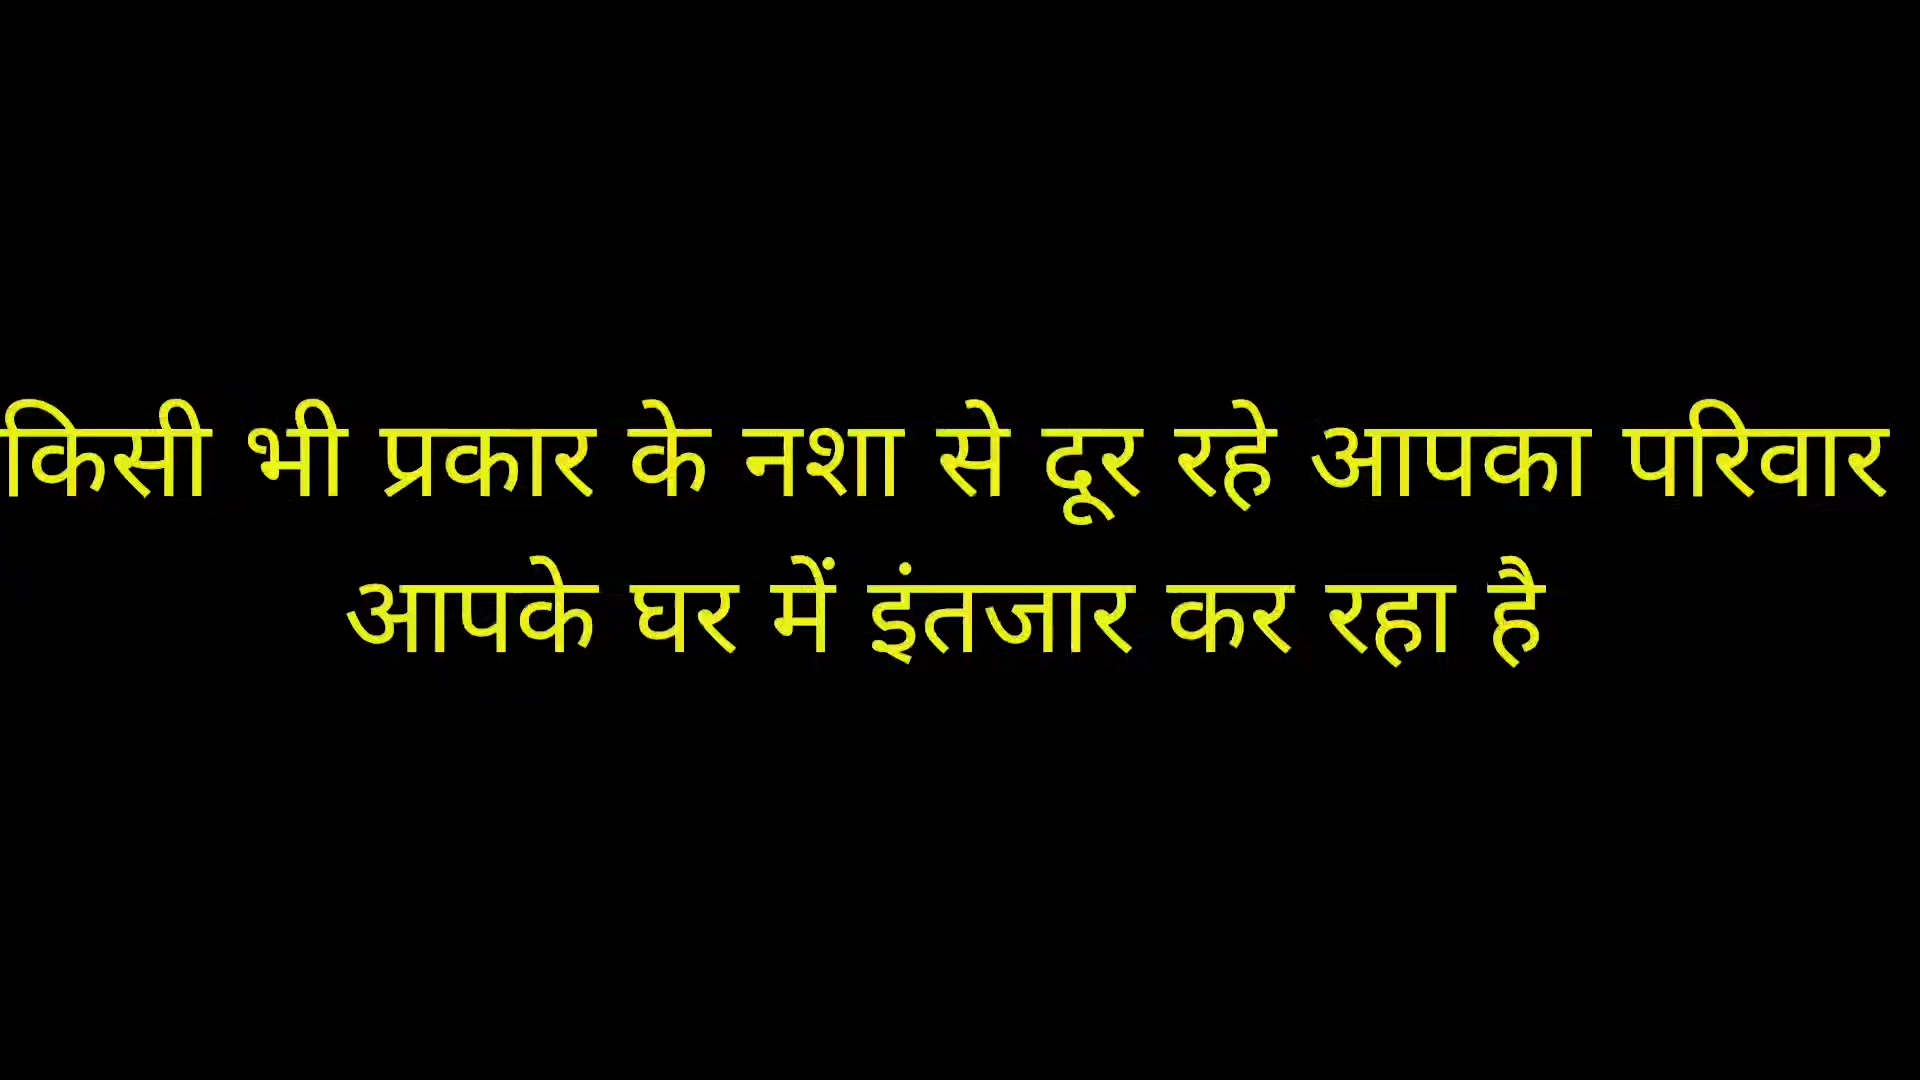 किसी भी प्रकार के नशा से दूर रहे आपका परिवार
आपके घर में इंतजार कर रहा है